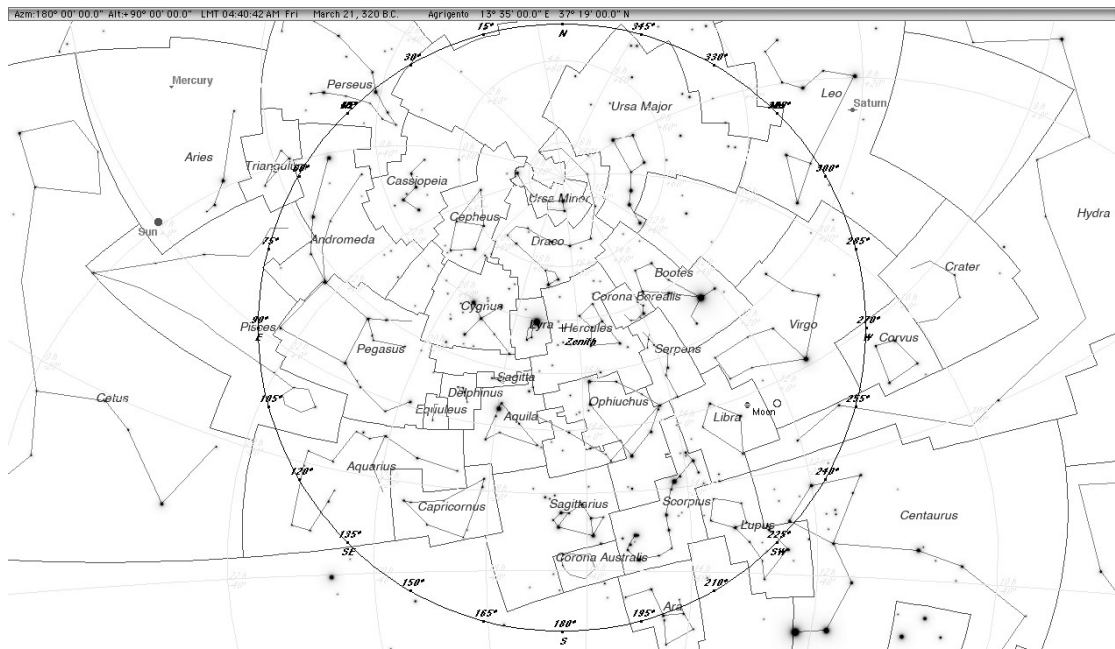 Azm:180° 00' 00.0" Alt:+90° 00' 00.0" LMT 04:40:42 AM Fri March 21, 320 B.C. Agrigento 13° 35' 00.0" E 37° 19' 00.0" N
15° N 345°
30° 330°
Mercury
Perseus
Ursa Major
Leo
Saturn
Aries
Triangulum
300°
Cassiopeia
Ursa Minor
Hydra
Cepheus
Sun
75°
Andromeda
Draco
285°
Bootes
Crater
Corona Borealis
Cygnus
Lyra
Hercules
Virgo
90°
E
Pisces
270°
W
Zenith
Corvus
Pegasus
Serpens
Sagitta
Delphinus
Cetus
105°
Equuleus
Aquila
Ophiuchus
Libra
Moon
255°
Aquarius
120°
240°
Capricornus
Sagittarius
Scorpius
Centaurus
Lupus
135°
SE
225°
SW
Corona Australis
150°
210°
Ara
165°
180°
S
195°